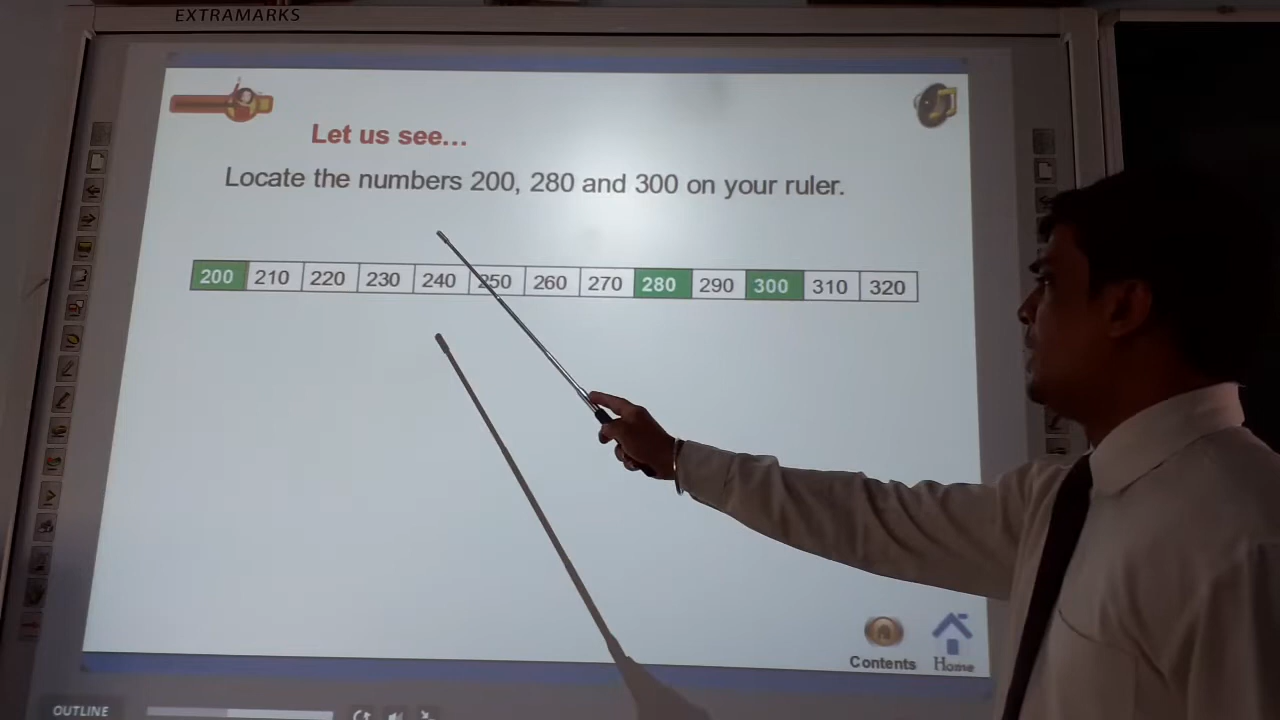 EXTRAMARKS
Let us see...
Locate the numbers 200, 280 and 300 on your ruler.
200 210 220 230 240 250 260 270 280 290 300 310 320
Contents Home
OUTLINE